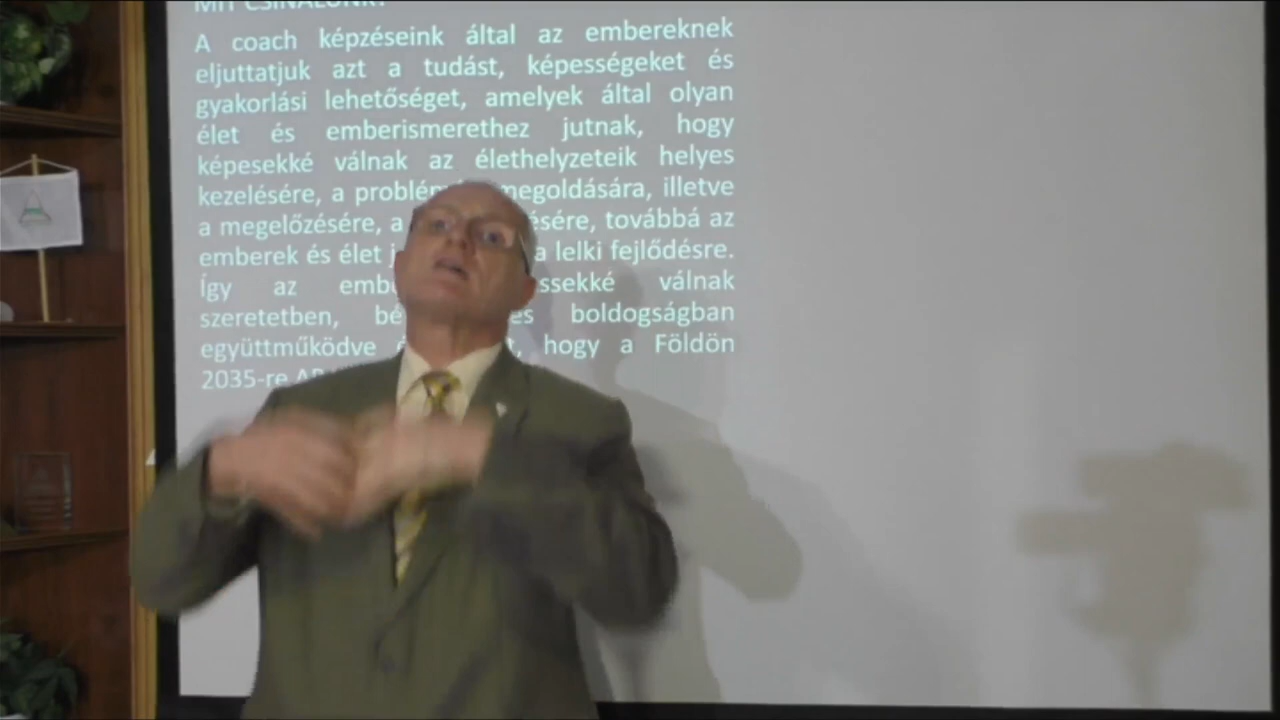 MIT CSINÁLUNK?
A coach képzéseink által az embereknek
eljuttatjuk azt a tudást, képességeket és
gyakorlási lehetőséget, amelyek által olyan
élet és emberismerethez jutnak, hogy
képesekké válnak az élethelyzeteik helyes
kezelésére, a megoldására, illetve
a megelőzésére, a továbbá az
emberek és élet a lelki fejlődésre.
Így az válnak
szeretetben, boldogságban
együttműködve hogy a Földön
2035-re